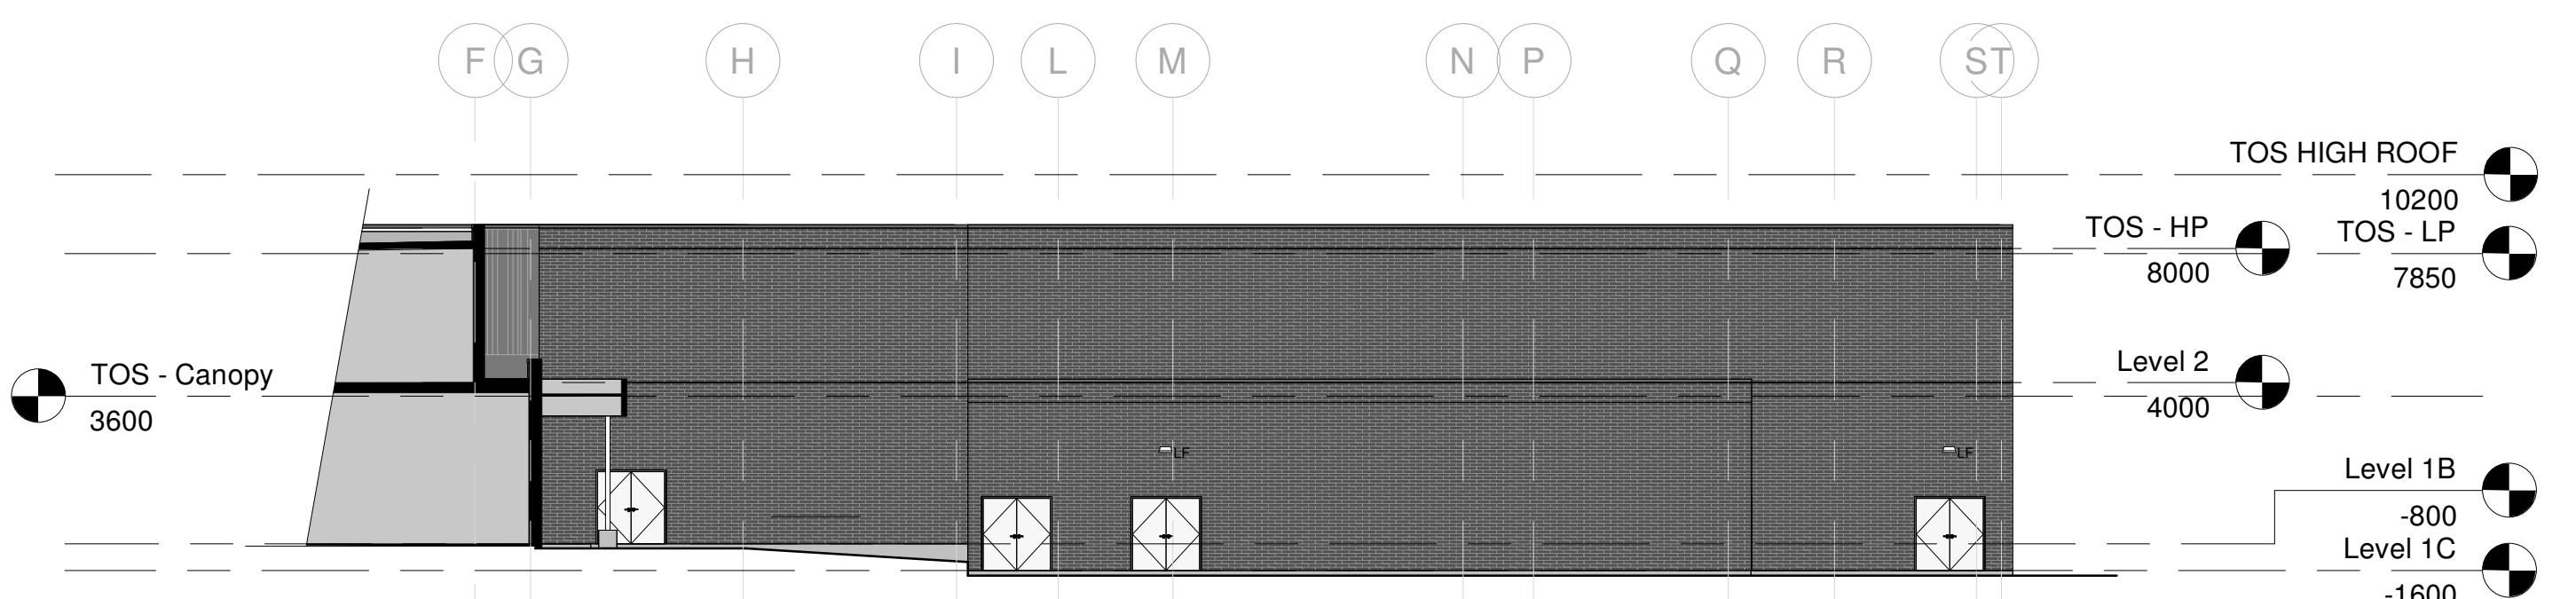 F G H I L M N P Q R S T
TOS HIGH ROOF
10200
TOS - HP
8000
TOS - LP
7850
TOS - Canopy
3600
Level 2
4000
LF
LF
Level 1B
-800
Level 1C
-1600